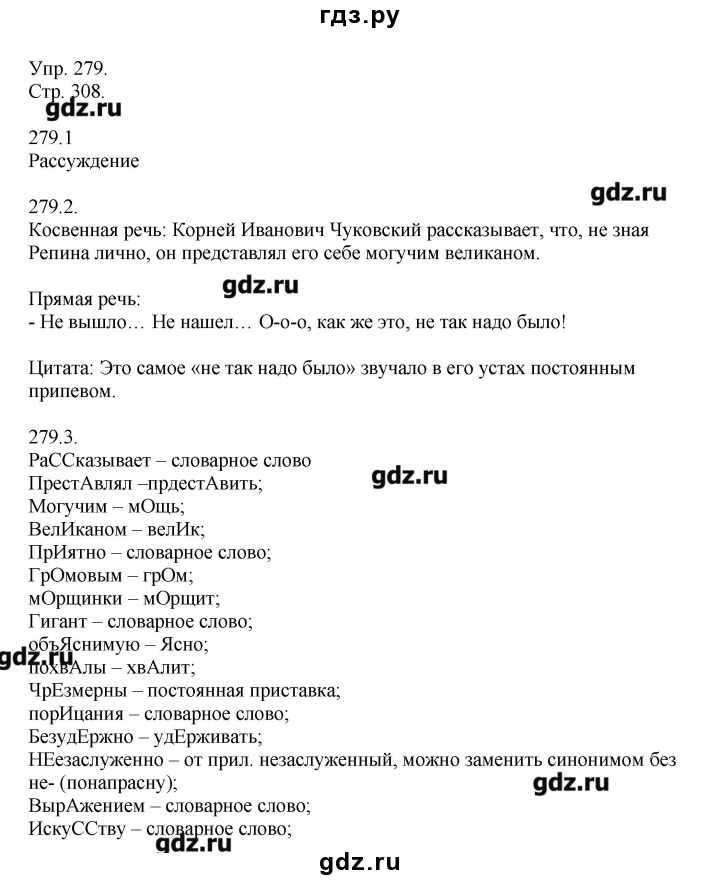 гдз.ру
Упр. 279.
Стр. 308.
gdz.ru
279.1
Рассуждение
gdz.ru
279.2.
Косвенная речь: Корней Иванович Чуковский рассказывает, что, не зная
Репина лично, он представлял его себе могучим великаном.
gdz.ru
Прямая речь:
- Не вышло… Не нашел… О-о-о, как же это, не так надо было!
Цитата: Это самое «не так надо было» звучало в его устах постоянным
припевом.
279.3.
РаССказывает – словарное слово
gdz.ru
ПрестАвлял –прдестАвить;
Могучим – мОщь;
ВелИканом – велИк;
ПрИятно – словарное слово;
ГрОмовым – грОм;
мОрщинки – мОрщит;
Гигант – словарное слово;
объЯснимую – Ясно;
gdz.ru
похвАлы – хвАлит;
ЧрЕзмерны – постоянная приставка;
порИцания – словарное слово;
БезудЕржно – удЕрживать;
НЕезаслуженно – от прил. незаслуженный, можно заменить синонимом без
не- (понапрасну);
gdz.ru
ВырАжением – словарное слово;
ИскуССтву – словарное слово;
gdz.ru
gdz.ru